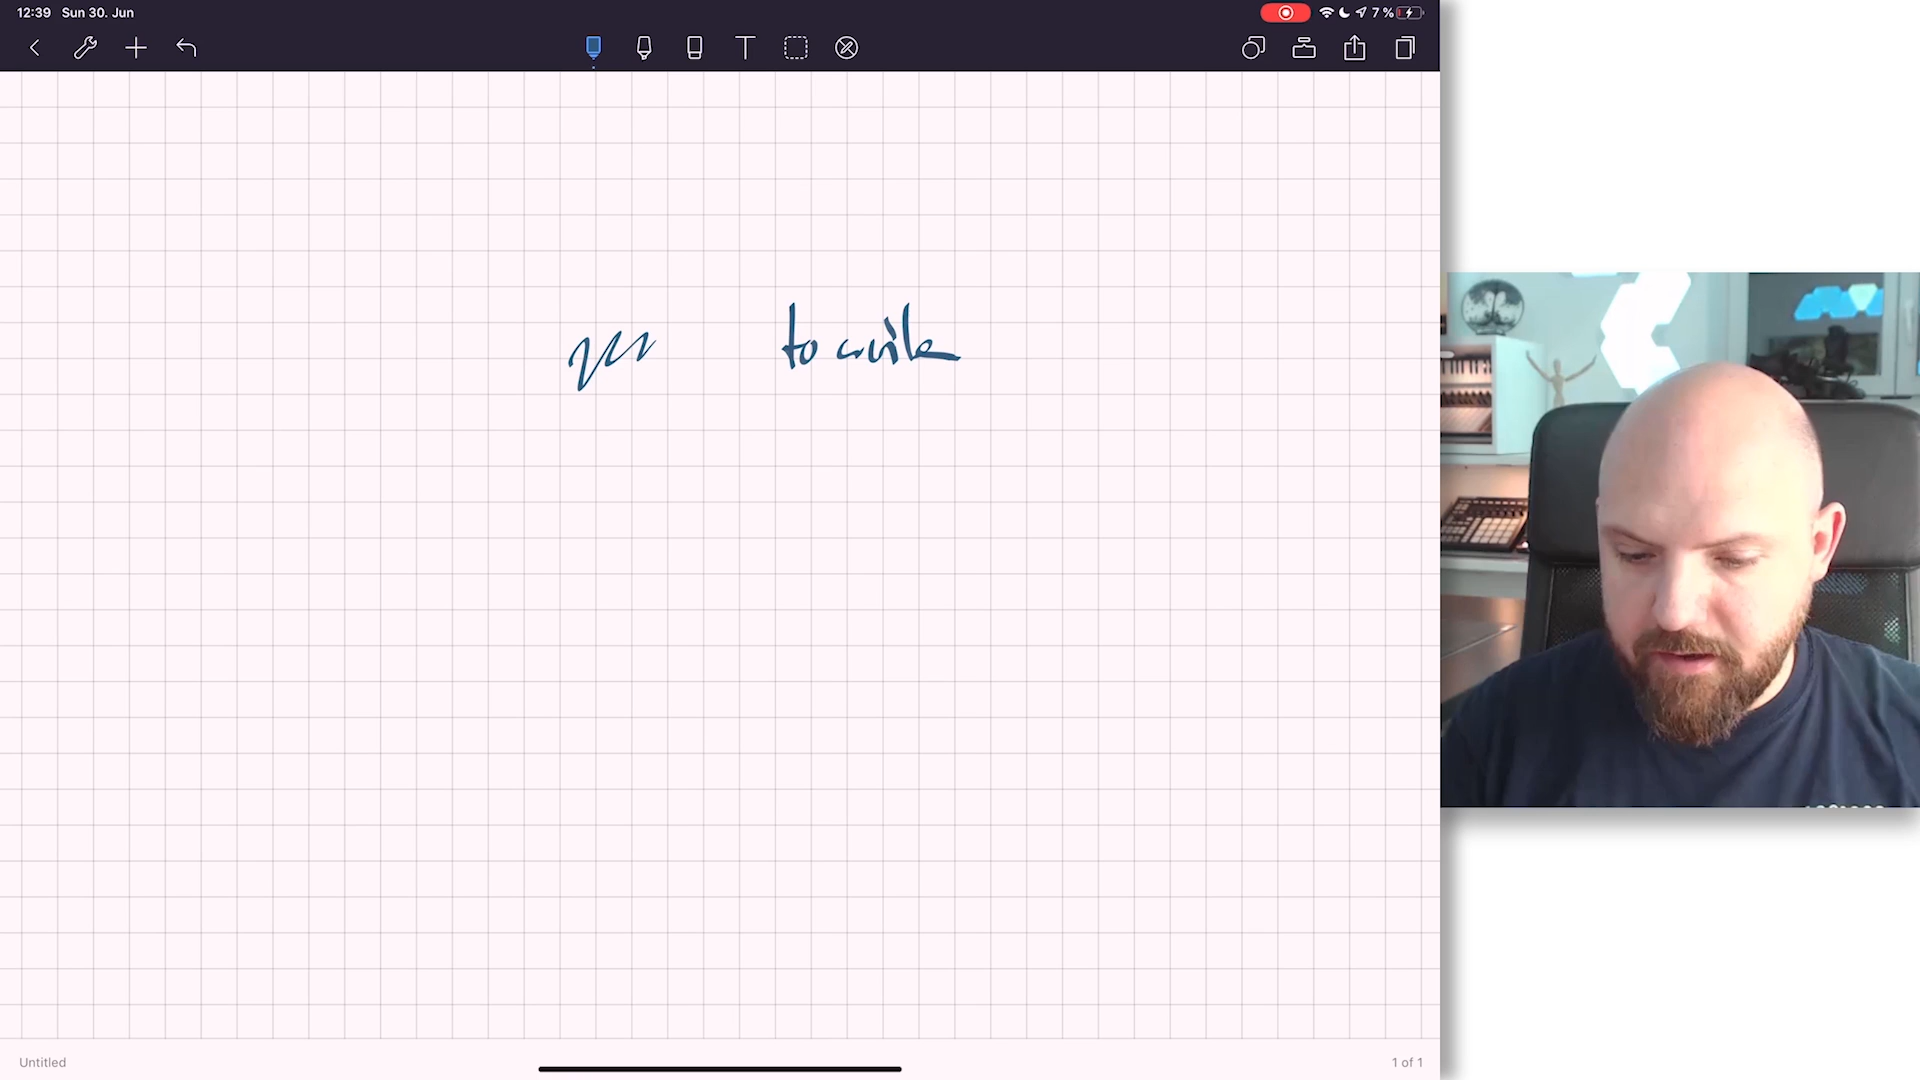 12:39 Sun 30. Jun 7 %
to write
Untitled
1 of 1